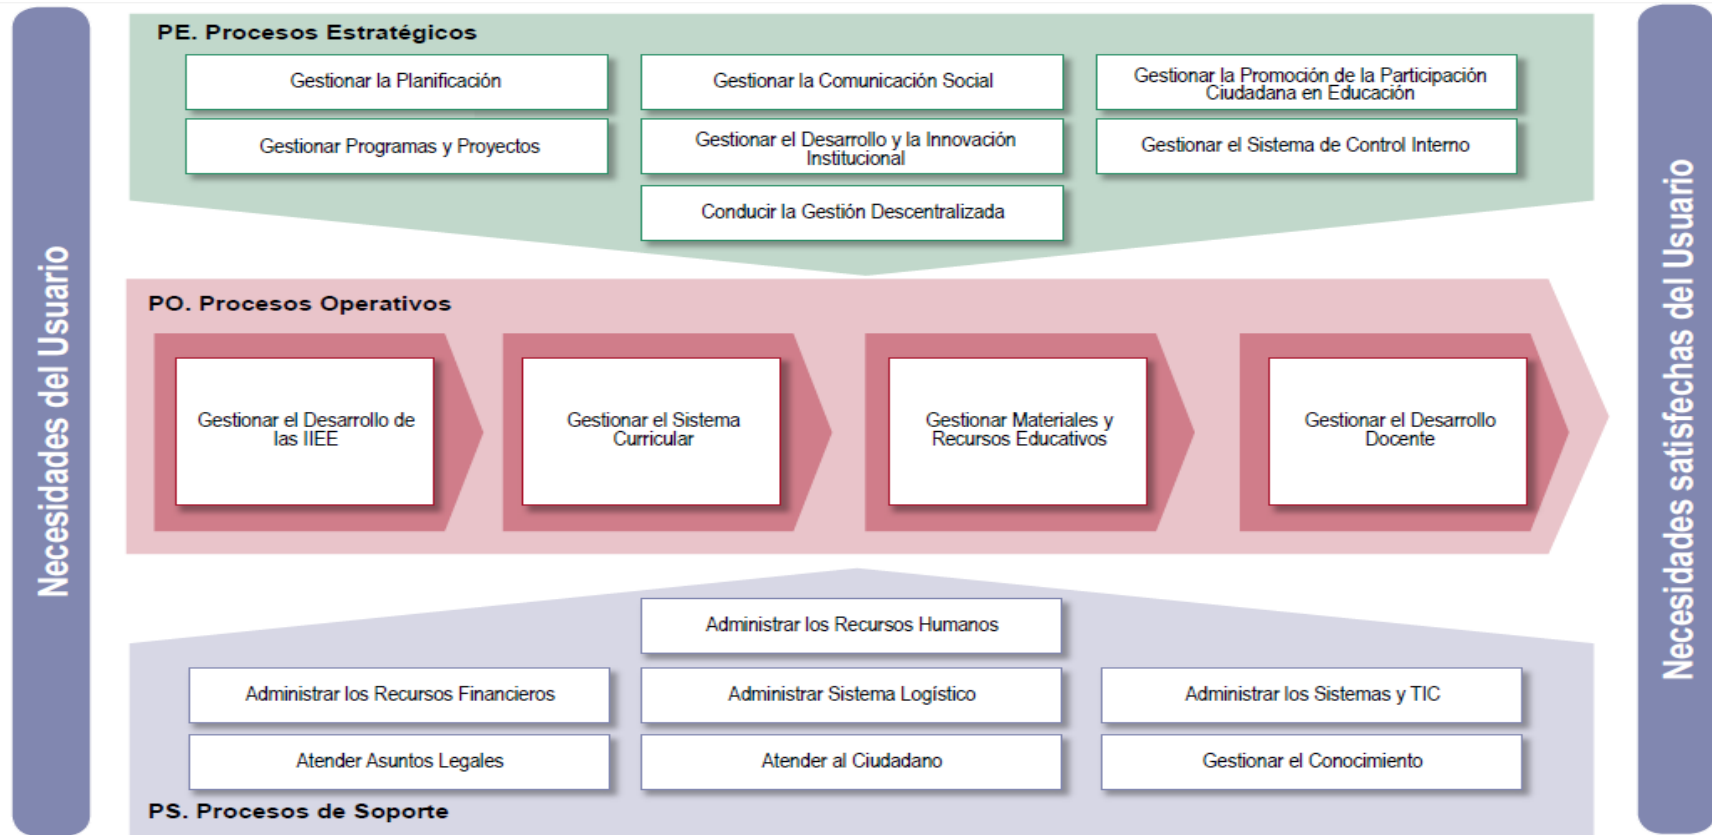 Necesidades del Usuario
PE. Procesos Estratégicos
Gestionar la Planificación
Gestionar la Comunicación Social
Gestionar la Promoción de la Participación
Ciudadana en Educación
Gestionar Programas y Proyectos
Gestionar el Desarrollo y la Innovación
Institucional
Gestionar el Sistema de Control Interno
Conducir la Gestión Descentralizada
PO. Procesos Operativos
Gestionar el Desarrollo de
las IIEE
Gestionar el Sistema
Curricular
Gestionar Materiales y
Recursos Educativos
Gestionar el Desarrollo
Docente
Administrar los Recursos Humanos
Administrar los Recursos Financieros
Administrar Sistema Logístico
Administrar los Sistemas y TIC
Atender Asuntos Legales
Atender al Ciudadano
Gestionar el Conocimiento
PS. Procesos de Soporte
Necesidades satisfechas del Usuario